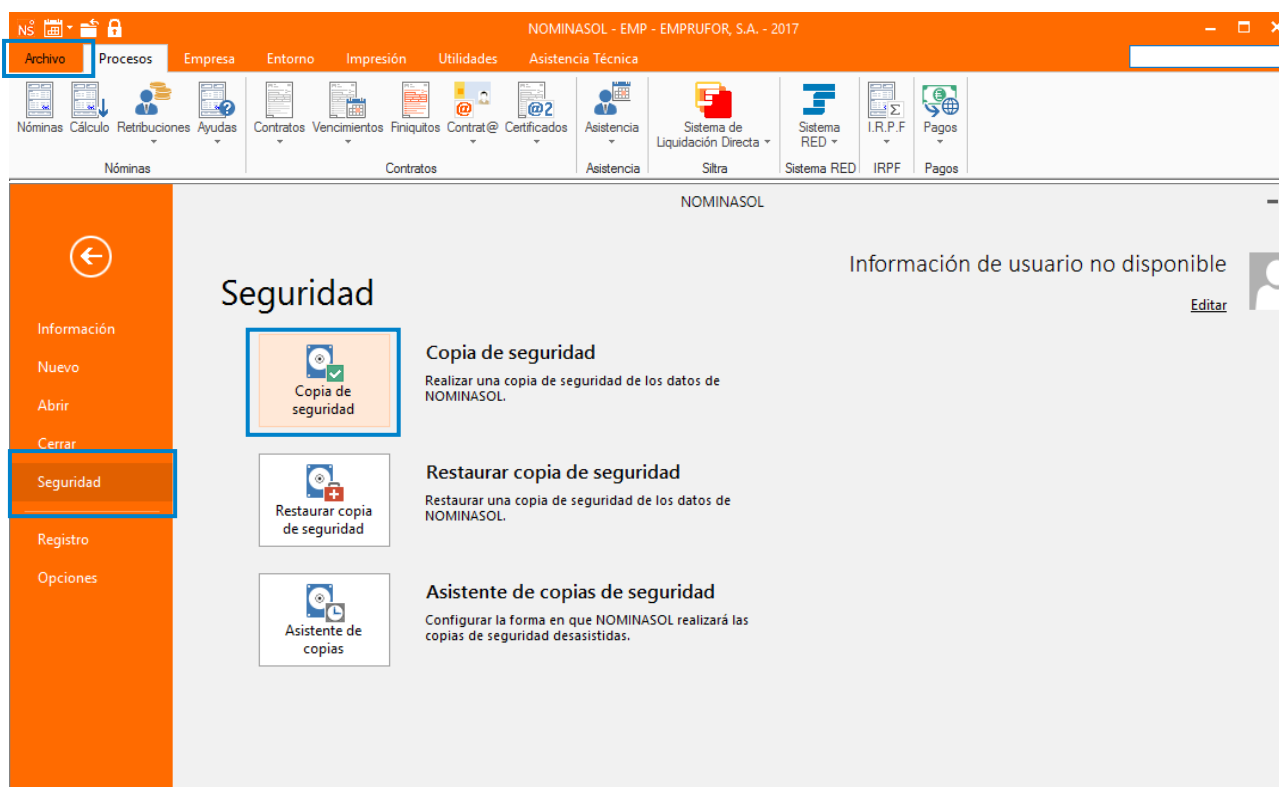 NS
NOMINASOL - EMP - EMPRUFOR, S.A. - 2017
Archivo Procesos Empresa Entorno Impresión Utilidades Asistencia Técnica
Nóminas Cálculo Retribuciones Ayudas Contratos Vencimientos Finiquitos Contrat@ Certificados Asistencia Sistema de Liquidación Directa Sistema RED I.R.P.F Pagos
Nóminas Contratos Asistencia Siltra Sistema RED IRPF Pagos
NOMINASOL
Información de usuario no disponible
Editar
Seguridad
Información
Nuevo
Abrir
Cerrar
Seguridad
Registro
Opciones
Copia de
seguridad
Copia de seguridad
Realizar una copia de seguridad de los datos de
NOMINASOL.
Restaurar copia
de seguridad
Restaurar copia de seguridad
Restaurar una copia de seguridad de los datos de
NOMINASOL.
Asistente de
copias
Asistente de copias de seguridad
Configurar la forma en que NOMINASOL realizará las
copias de seguridad desasistidas.